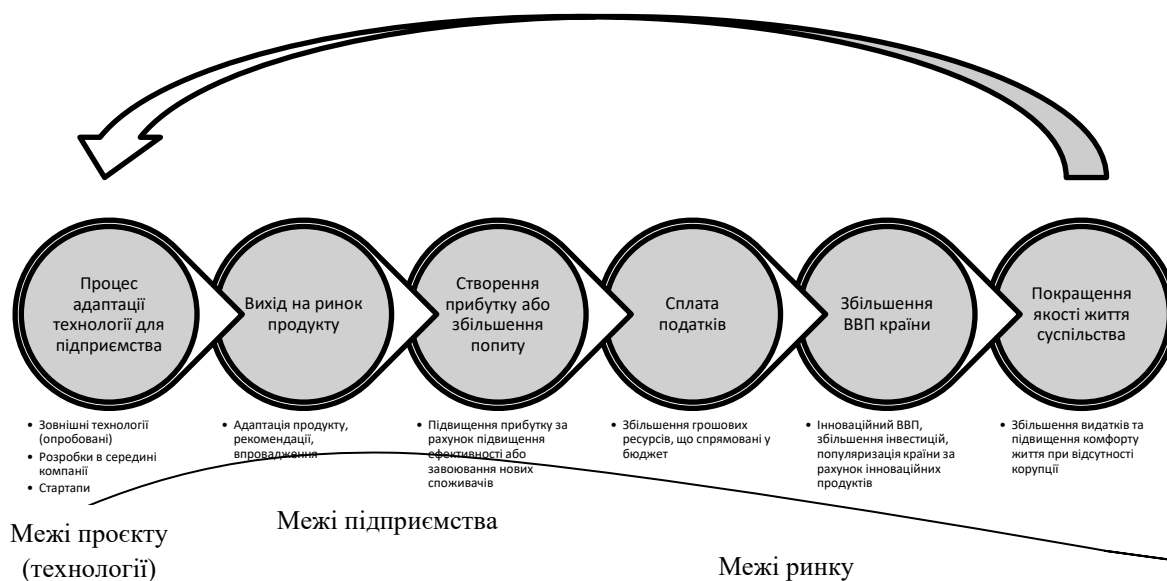 Процес
адаптації
технології для
підприємства
Вихід на ринок
продукту
Створення
прибутку або
збільшення
попиту
Сплата
податків
Збільшення
ВВП країни
Покращення
якості життя
суспільства
• Зовнішні технології
(опробовані)
• Розробки в середині
компанії
• Стартапи
• Адаптація продукту,
рекомендації,
впровадження
• Підвищення прибутку за
рахунок підвищення
ефективності або
завоювання нових
споживачів
• Збільшення грошових
ресурсів, що спрямовані у
бюджет
• Інноваційний ВВП,
збільшення інвестицій,
популяризація країни за
рахунок інноваційних
продуктів
• Збільшення видатків та
підвищення комфорту
життя при відсутності
корупції
Межі проєкту
(технології)
Межі підприємства
Межі ринку